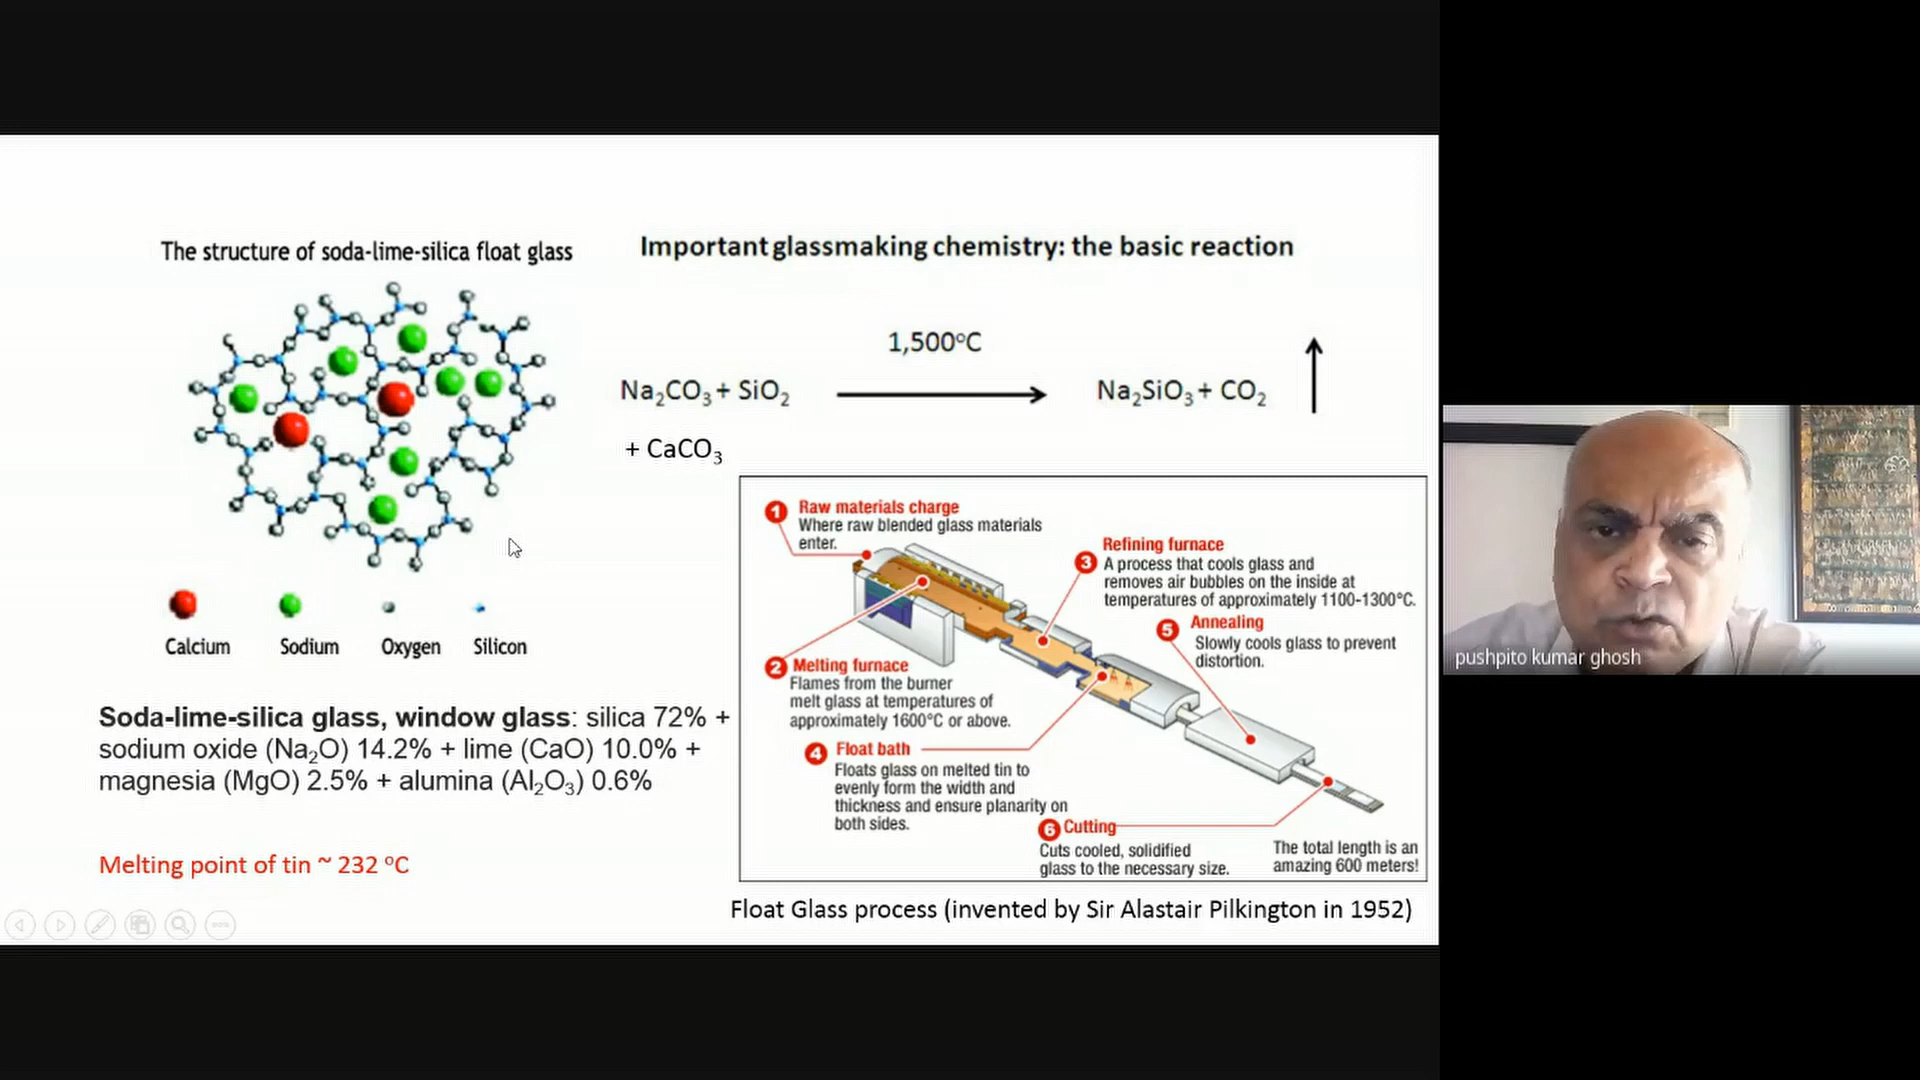 The structure of soda-lime-silica float glass
Calcium
Sodium
Oxygen
Silicon
Important glassmaking chemistry: the basic reaction
1,500°C
Na₂CO₃ + SiO₂
Na₂SiO₃ + CO₂
+ CaCO₃
Soda-lime-silica glass, window glass: silica 72% +
sodium oxide (Na₂O) 14.2% + lime (CaO) 10.0% +
magnesia (MgO) 2.5% + alumina (Al₂O₃) 0.6%
Melting point of tin ~ 232 °C
1 Raw materials charge
Where raw blended glass materials
enter.
2 Melting furnace
Flames from the burner
melt glass at temperatures of
approximately 1600°C or above.
3 Refining furnace
A process that cools glass and
removes air bubbles on the inside at
temperatures of approximately 1100-1300°C.
4 Float bath
Floats glass on melted tin to
evenly form the width and
thickness and ensure planarity on
both sides.
5 Annealing
Slowly cools glass to prevent
distortion.
6 Cutting
Cuts cooled, solidified
glass to the necessary size.
The total length is an
amazing 600 meters!
Float Glass process (invented by Sir Alastair Pilkington in 1952)
pushpito kumar ghosh